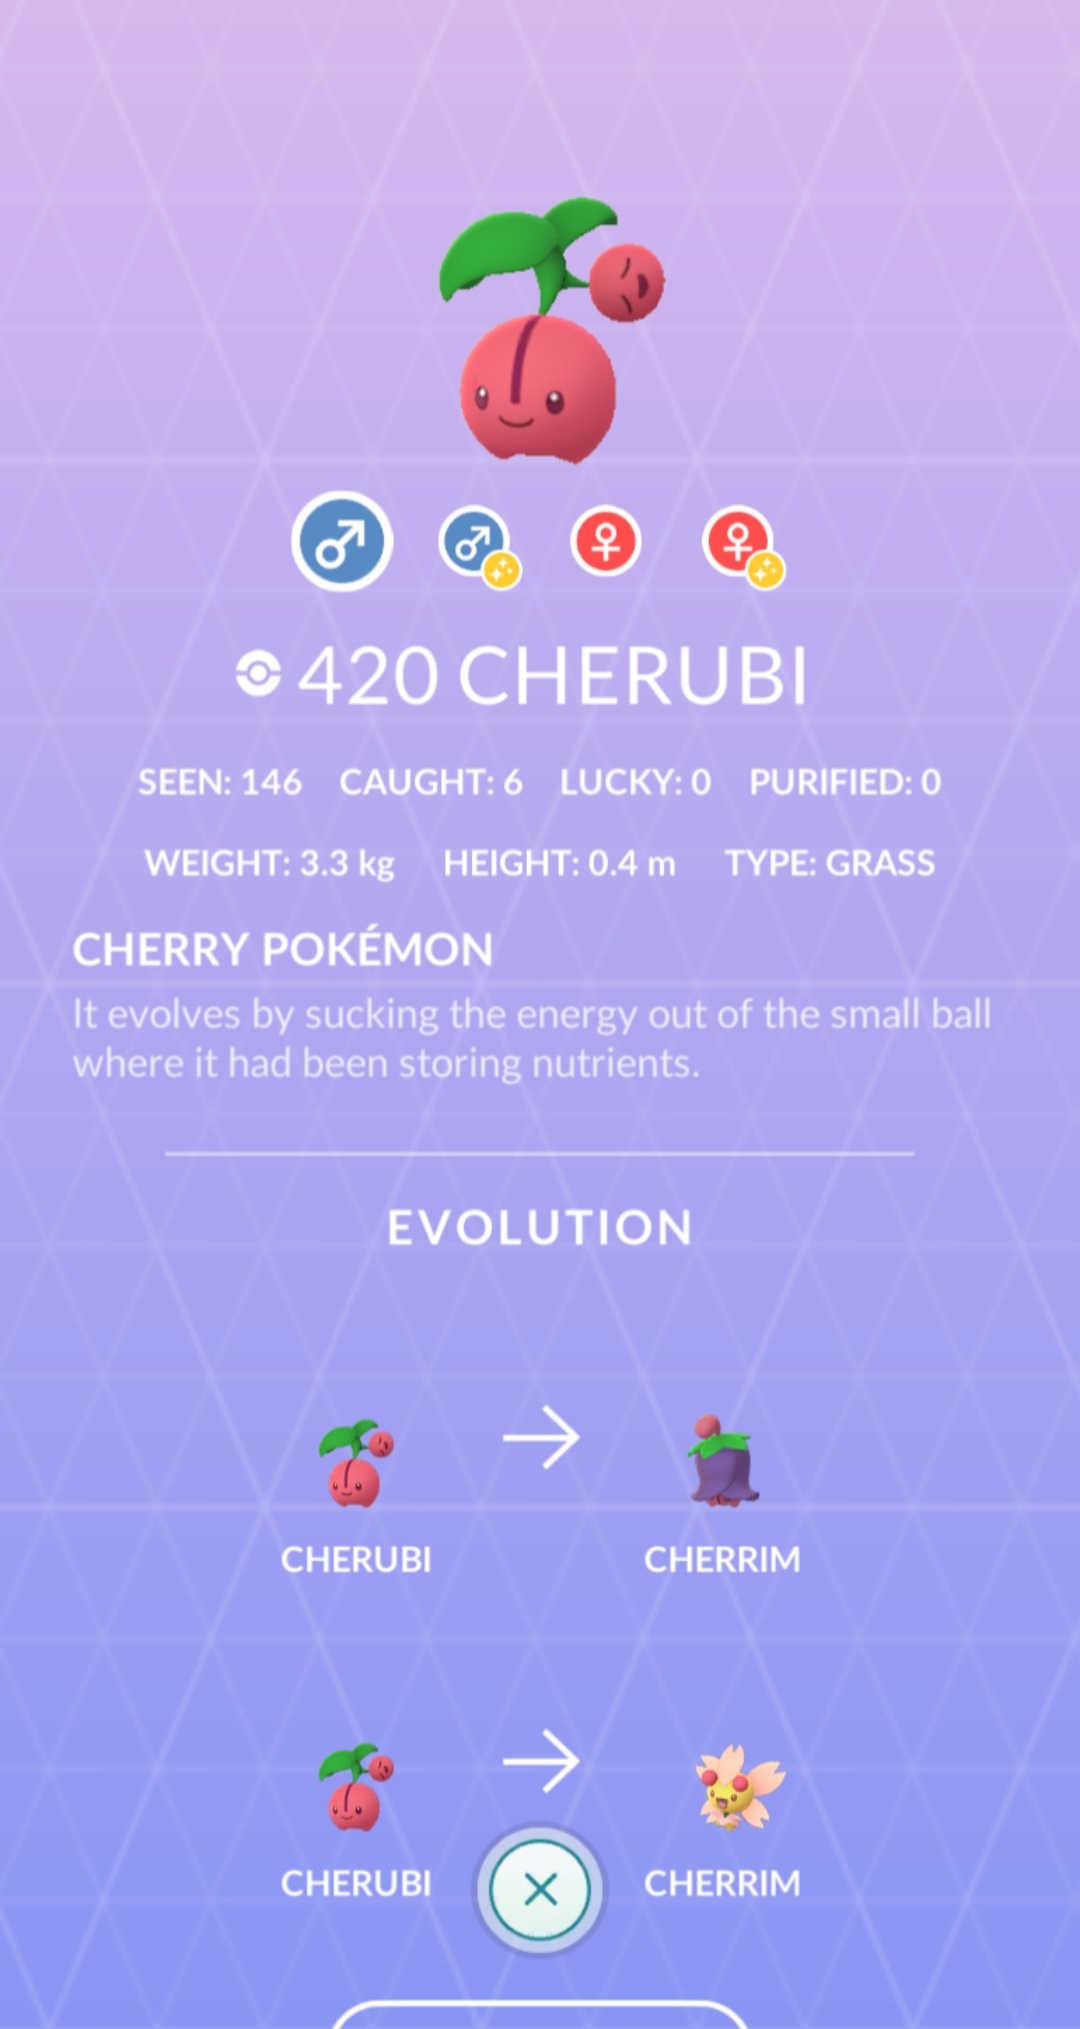 420 CHERUBI
SEEN: 146 CAUGHT: 6 LUCKY: 0 PURIFIED: 0
WEIGHT: 3.3 kg HEIGHT: 0.4 m TYPE: GRASS
CHERRY POKÉMON
It evolves by sucking the energy out of the small ball
where it had been storing nutrients.
EVOLUTION
CHERUBI CHERRIM
CHERUBI CHERRIM